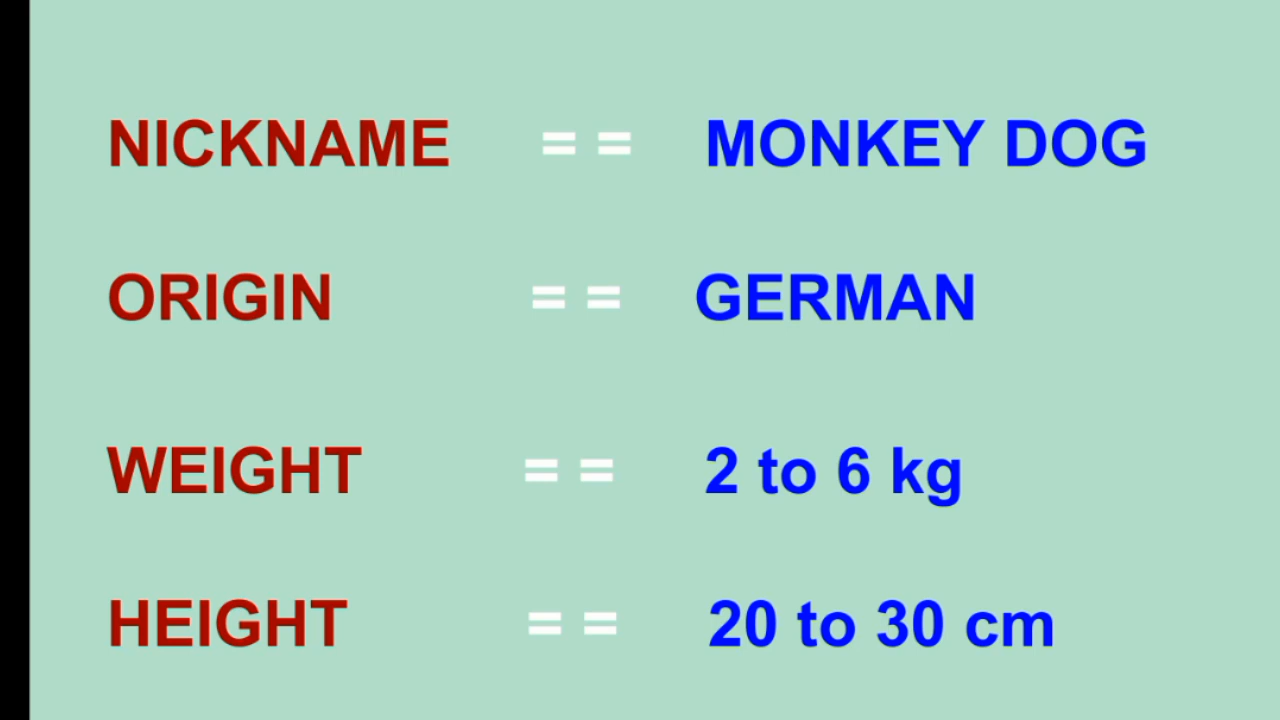 NICKNAME = = MONKEY DOG
ORIGIN = = GERMAN
WEIGHT = = 2 to 6 kg
HEIGHT = = 20 to 30 cm